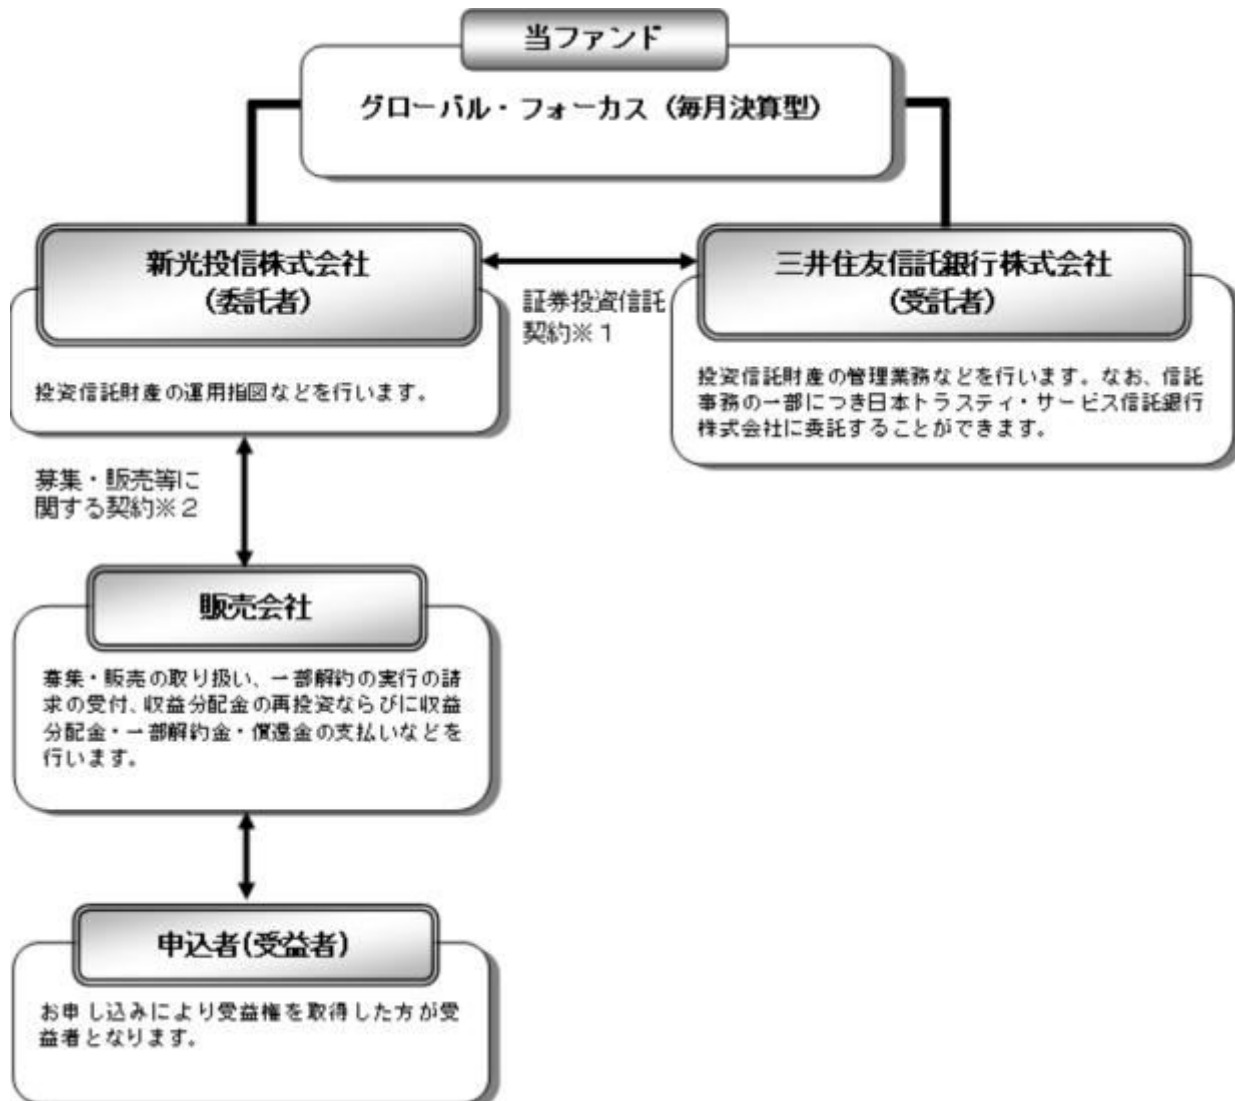 当ファンド
グローバル・フォーカス（毎月決算型）
新光投信株式会社
（委託者）
投資信託財産の運用指図などを行います。
証券投資信託
契約※１
三井住友信託銀行株式会社
（受託者）
投資信託財産の管理業務などを行います。なお、信託
事務の一部につき日本トラスティ・サービス信託銀行
株式会社に委託することができます。
募集・販売等に
関する契約※２
販売会社
募集・販売の取り扱い、一部解約の実行の請
求の受付、収益分配金の再投資ならびに収益
分配金・一部解約金・償還金の支払いなどを
行います。
申込者(受益者)
お申し込みにより受益権を取得した方が受
益者となります。